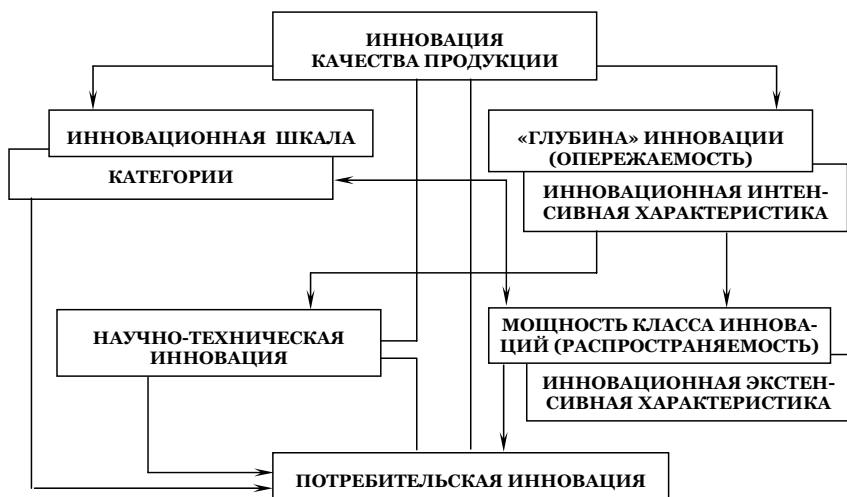 ИННОВАЦИЯ
КАЧЕСТВА ПРОДУКЦИИ
ИННОВАЦИОННАЯ ШКАЛА
КАТЕГОРИИ
«ГЛУБИНА» ИННОВАЦИИ
(ОПЕРЕЖАЕМОСТЬ)
ИННОВАЦИОННАЯ ИНТЕН-
СИВНАЯ ХАРАКТЕРИСТИКА
НАУЧНО-ТЕХНИЧЕСКАЯ
ИННОВАЦИЯ
МОЩНОСТЬ КЛАССА ИННОВА-
ЦИЙ (РАСПРОСТРАНЯЕМОСТЬ)
ИННОВАЦИОННАЯ ЭКСТЕН-
СИВНАЯ ХАРАКТЕРИСТИКА
ПОТРЕБИТЕЛЬСКАЯ ИННОВАЦИЯ